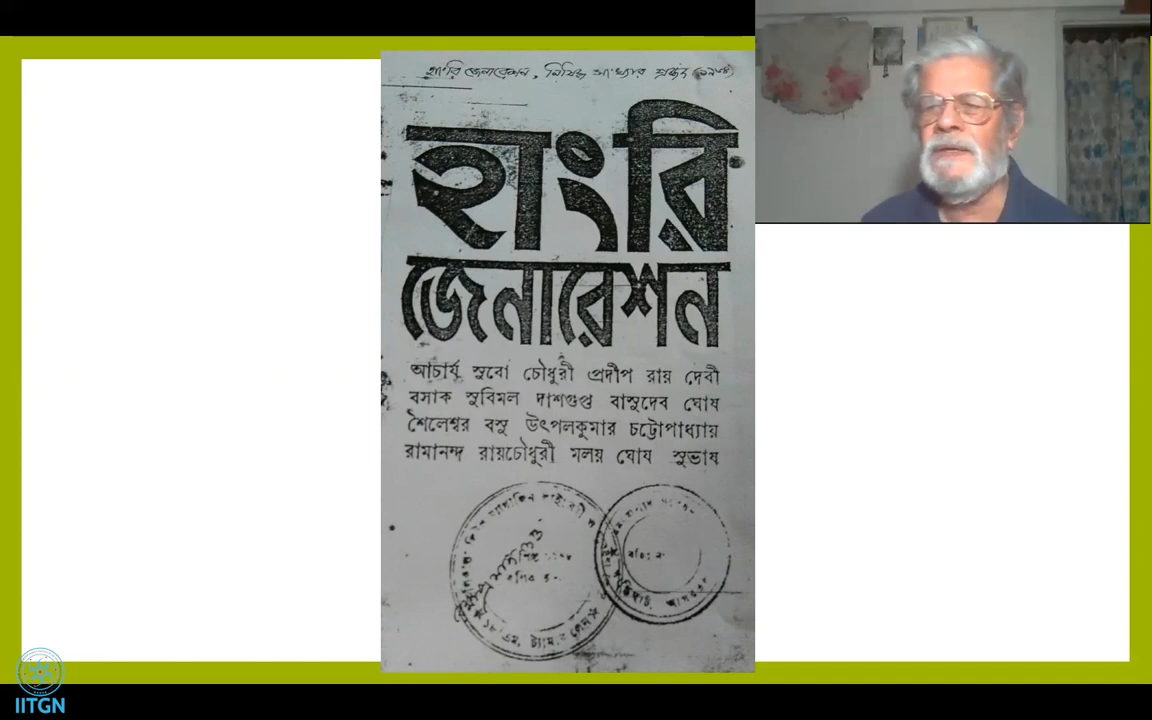 হাংরি জেনারেশন, নিষিদ্ধ সংখ্যার প্রচ্ছদ
হাংরি
জেনারেশন
আচার্য সুবো চৌধুরী প্রদীপ রায় দেবী
বসাক সুবিমল দাশগুপ্ত বাসুদেব ঘোষ
শৈলেশ্বর বসু উৎপলকুমার চট্টোপাধ্যায়
রামানন্দ রায়চৌধুরী মলয় ঘোষ সুভাষ
IITGN